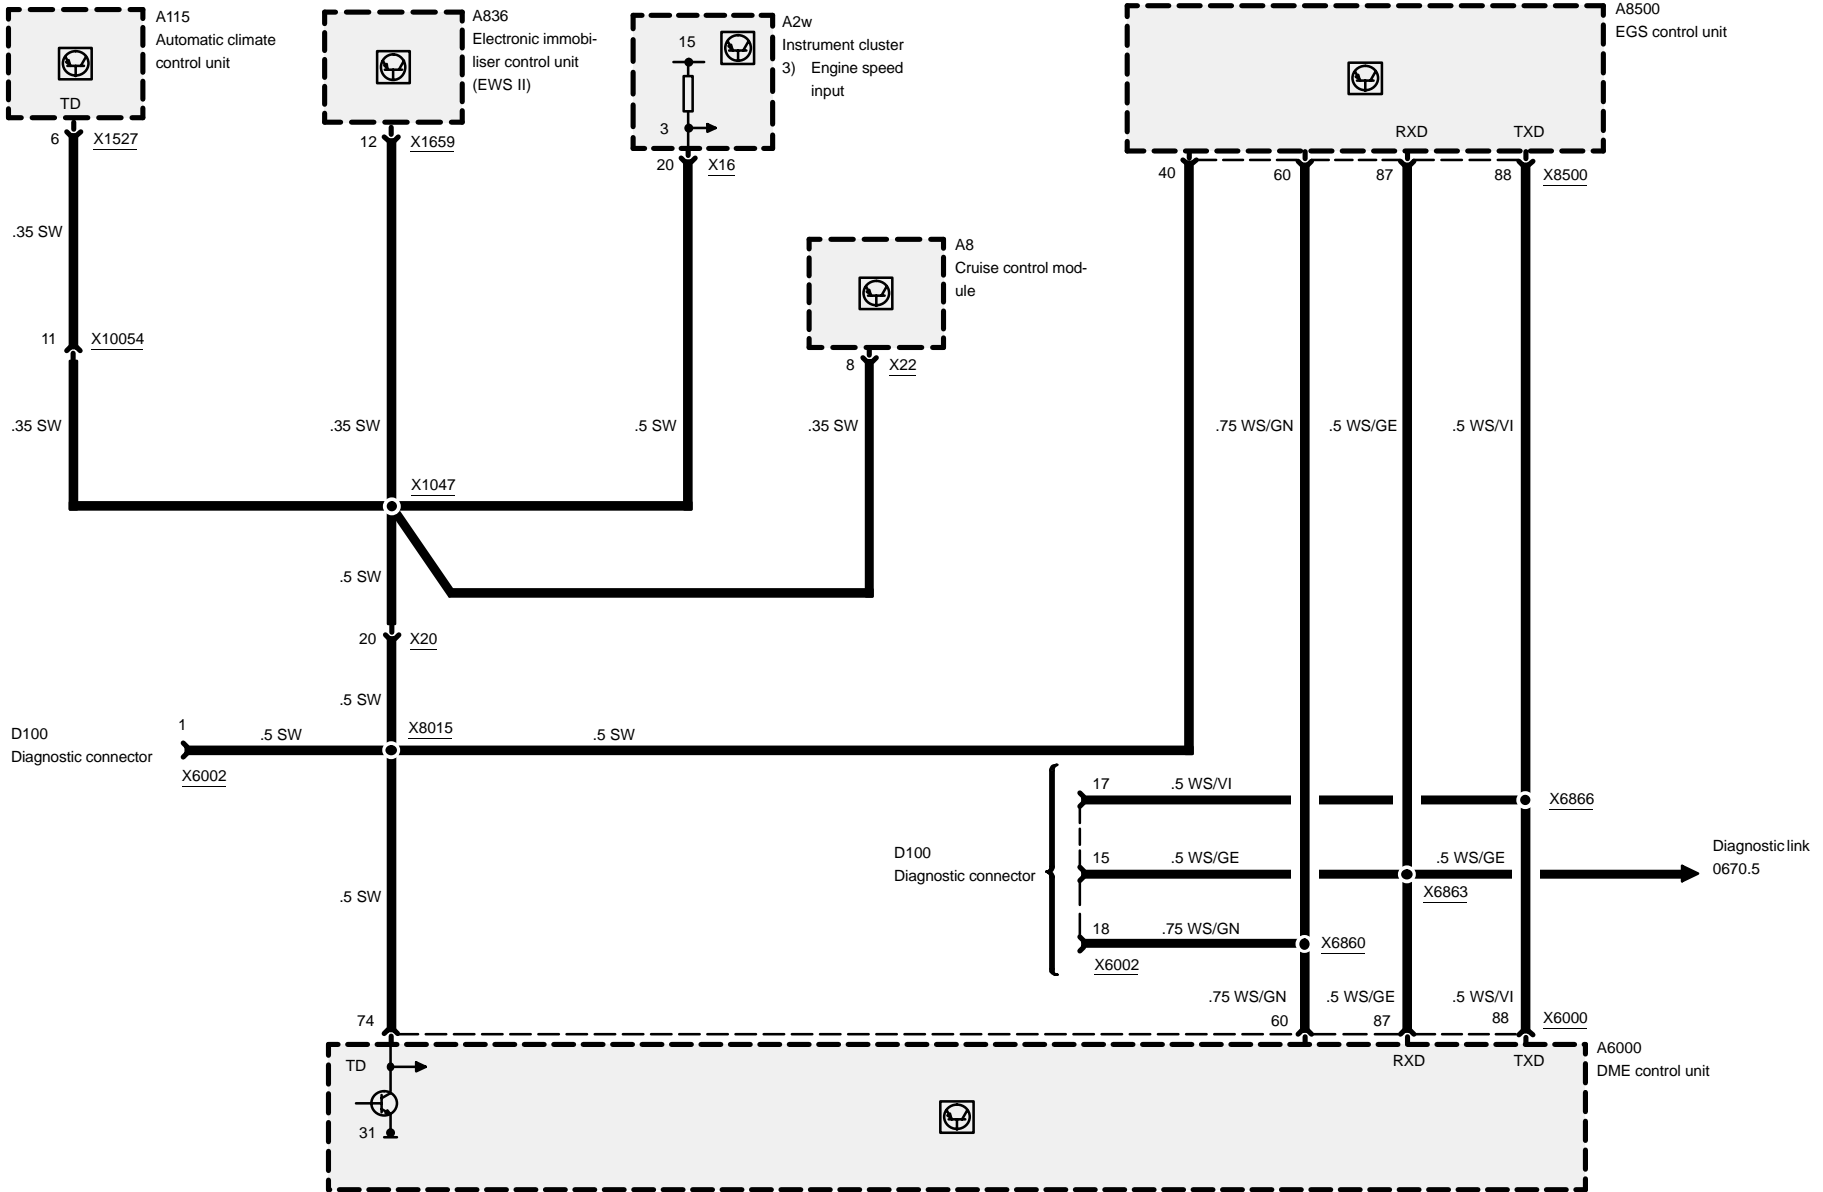 A115
Automatic climate
control unit
TD
6 X1527
.35 SW
11 X10054
.35 SW
A836
Electronic immobi-
liser control unit
(EWS II)
12 X1659
.35 SW
A2w
Instrument cluster
3) Engine speed
input
15
3
20 X16
.5 SW
A8
Cruise control mod-
ule
8 X22
.35 SW
A8500
EGS control unit
RXD TXD
40 60 87 88 X8500
.75 WS/GN .5 WS/GE .5 WS/VI
X1047
.5 SW
20 X20
.5 SW
X8015
D100
Diagnostic connector
1
.5 SW
X6002
.5 SW
.5 SW
D100
Diagnostic connector
17 .5 WS/VI
X6866
15 .5 WS/GE .5 WS/GE
X6863
Diagnostic link
0670.5
18 .75 WS/GN
X6860
X6002
.75 WS/GN .5 WS/GE .5 WS/VI
74 60 87 88 X6000
TD
31
RXD TXD
A6000
DME control unit